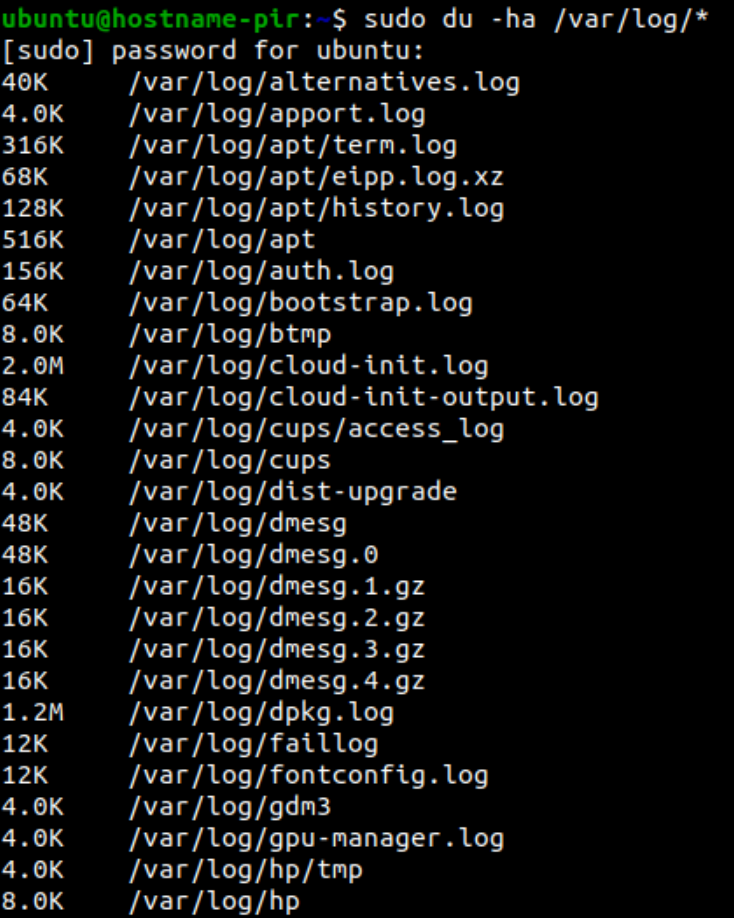 ubuntu@hostname-pir:~$ sudo du -ha /var/log/*
[sudo] password for ubuntu:
40K /var/log/alternatives.log
4.0K /var/log/apport.log
316K /var/log/apt/term.log
68K /var/log/apt/eipp.log.xz
128K /var/log/apt/history.log
516K /var/log/apt
156K /var/log/auth.log
64K /var/log/bootstrap.log
8.0K /var/log/btmp
2.0M /var/log/cloud-init.log
84K /var/log/cloud-init-output.log
4.0K /var/log/cups/access_log
8.0K /var/log/cups
4.0K /var/log/dist-upgrade
48K /var/log/dmesg
48K /var/log/dmesg.0
16K /var/log/dmesg.1.gz
16K /var/log/dmesg.2.gz
16K /var/log/dmesg.3.gz
16K /var/log/dmesg.4.gz
1.2M /var/log/dpkg.log
12K /var/log/faillog
12K /var/log/fontconfig.log
4.0K /var/log/gdm3
4.0K /var/log/gpu-manager.log
4.0K /var/log/hp/tmp
8.0K /var/log/hp